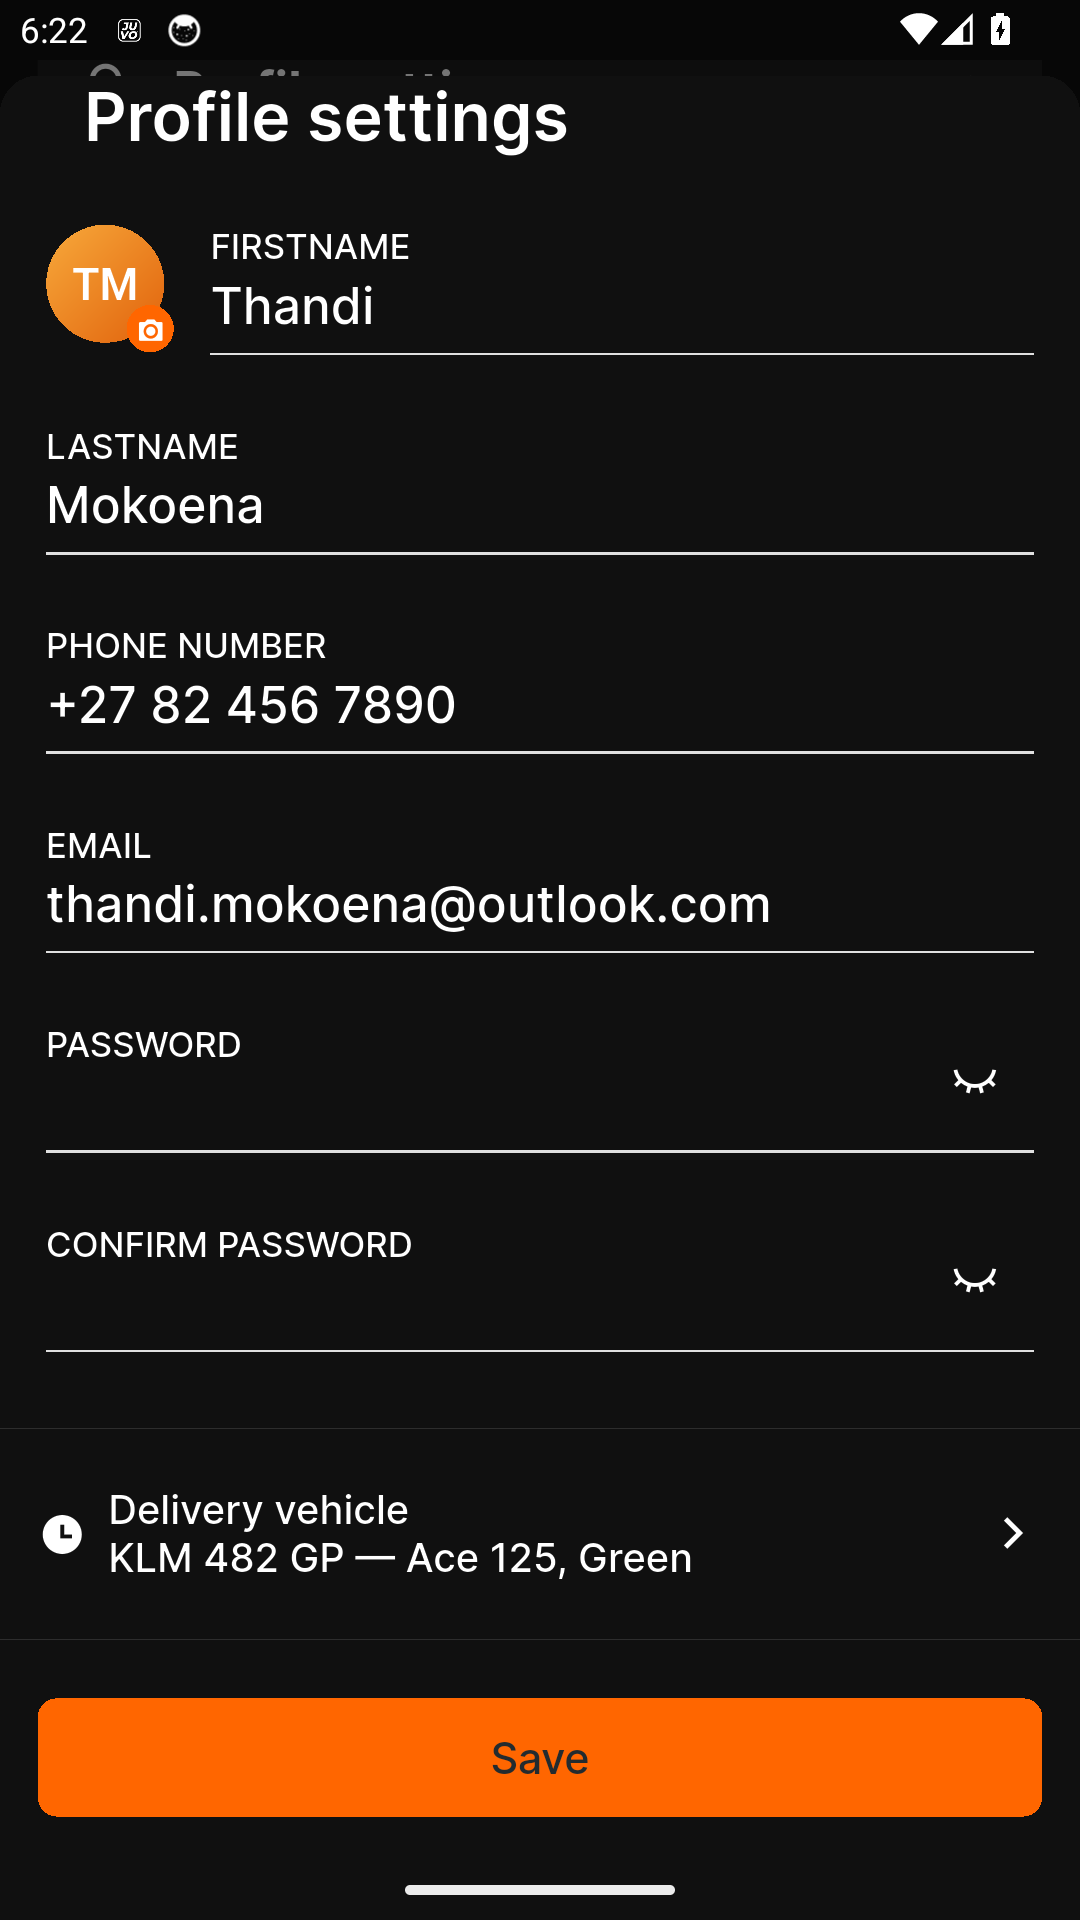 6:22
JUVO
Profile settings
TM
FIRSTNAME
Thandi
LASTNAME
Mokoena
PHONE NUMBER
+27 82 456 7890
EMAIL
thandi.mokoena@outlook.com
PASSWORD
CONFIRM PASSWORD
Delivery vehicle
KLM 482 GP — Ace 125, Green
Save